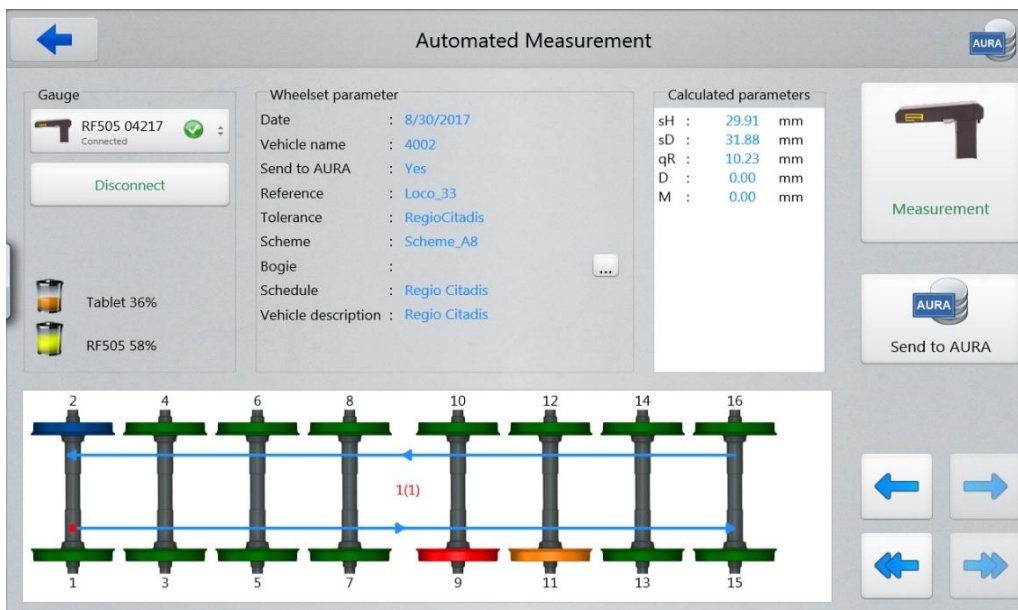 Automated Measurement
AURA
Gauge
RF505 04217
Connected
Disconnect
Tablet 36%
RF505 58%
Wheelset parameter
Date : 8/30/2017
Vehicle name : 4002
Send to AURA : Yes
Reference : Loco_33
Tolerance : RegioCitadis
Scheme : Scheme_A8
Bogie :
...
Schedule : Regio Citadis
Vehicle description : Regio Citadis
Calculated parameters
sH : 29.91 mm
sD : 31.88 mm
qR : 10.23 mm
D : 0.00 mm
M : 0.00 mm
Measurement
AURA
Send to AURA
2 4 6 8 10 12 14 16
1(1)
1 3 5 7 9 11 13 15